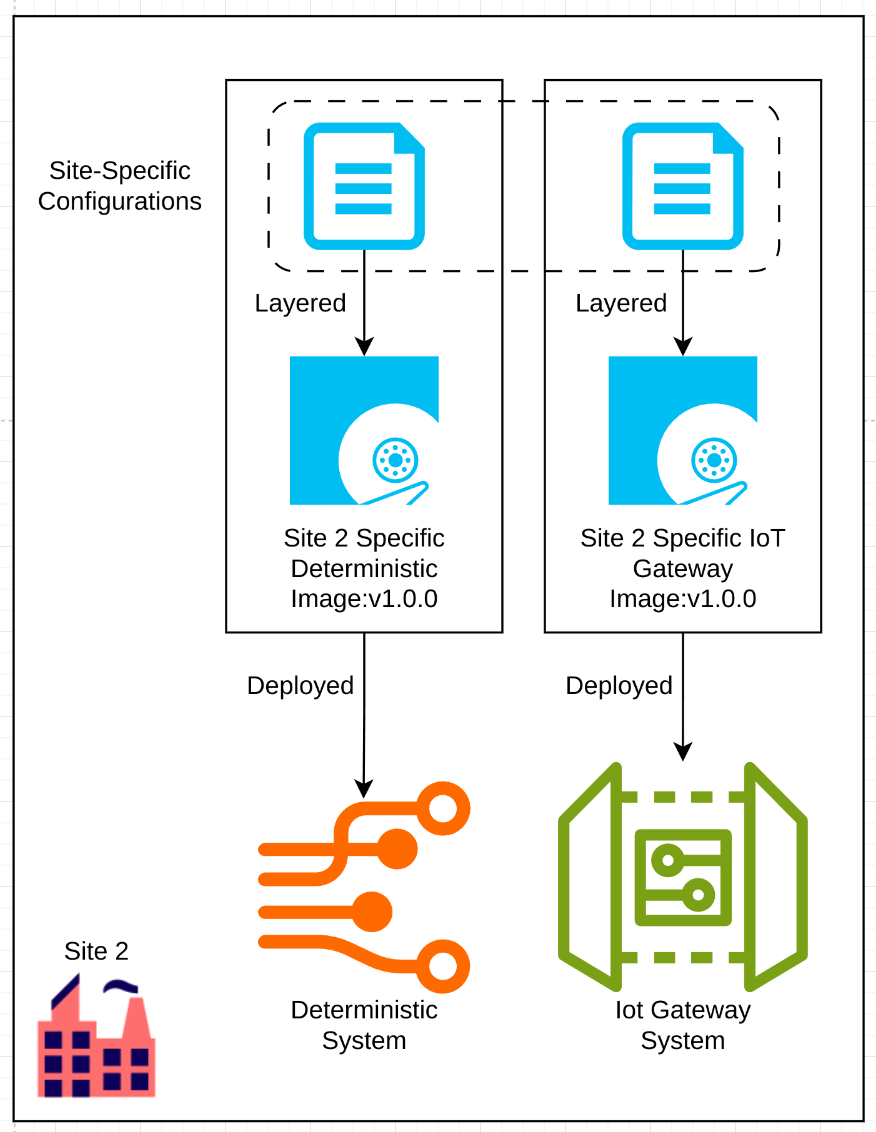 Site-Specific
Configurations
Layered
Layered
Site 2 Specific
Deterministic
Image:v1.0.0
Site 2 Specific IoT
Gateway
Image:v1.0.0
Deployed
Deployed
Site 2
Deterministic
System
Iot Gateway
System